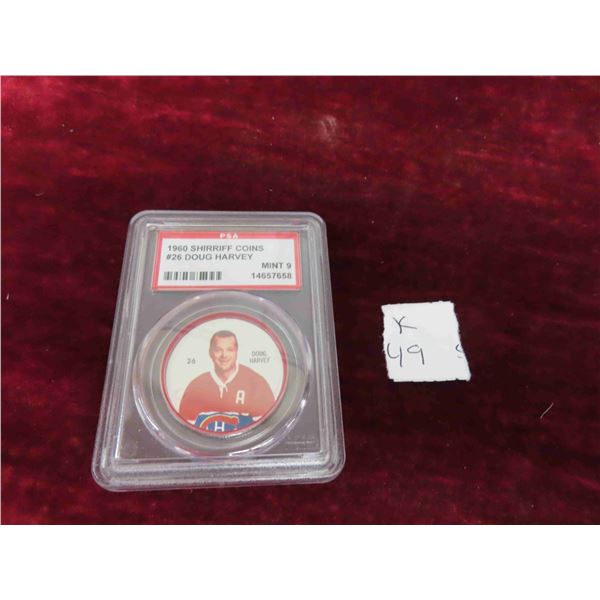 PSA
1960 SHIRRIFF COINS
#26 DOUG HARVEY
MINT 9
14657658
26
DOUG
HARVEY
A
H
K
49